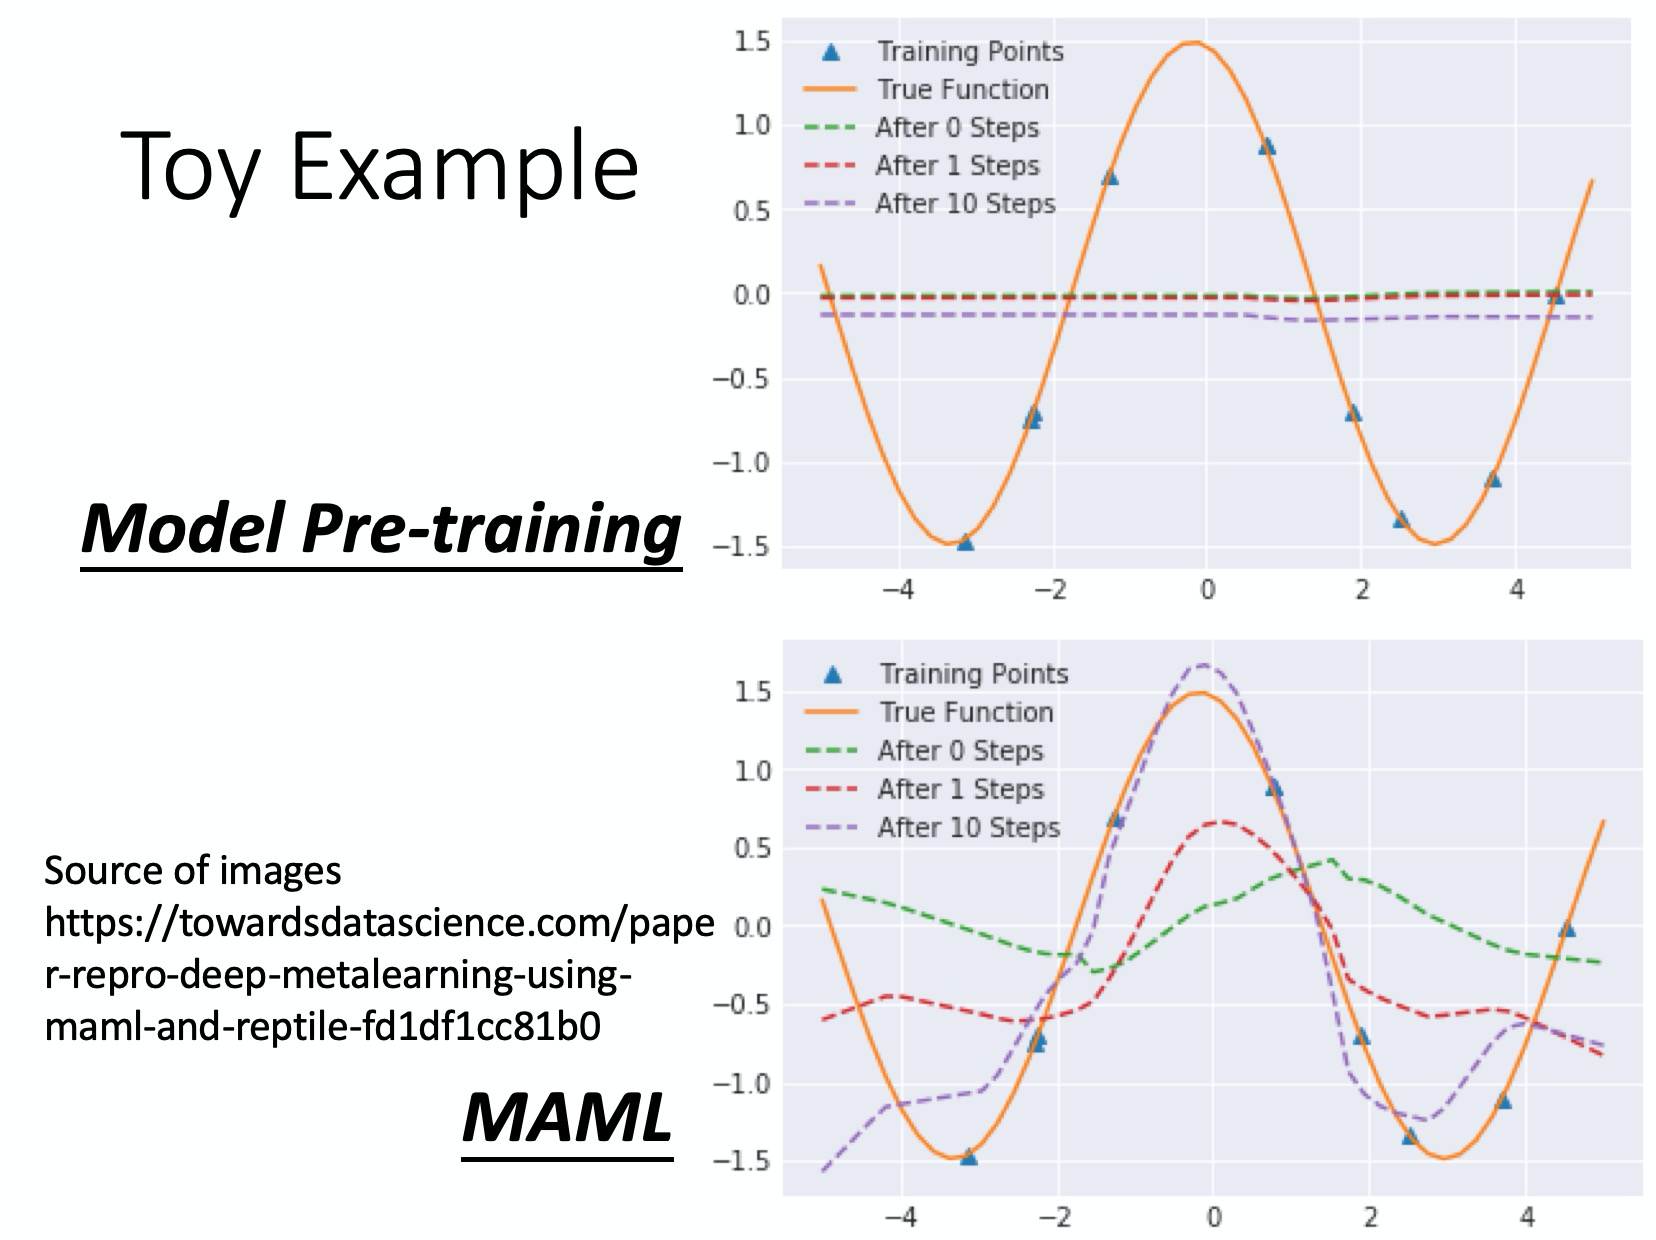 Toy Example
Model Pre-training
Training Points
True Function
After 0 Steps
After 1 Steps
After 10 Steps
1.5
1.0
0.5
0.0
−0.5
−1.0
−1.5
−4 −2 0 2 4
Source of images
https://towardsdatascience.com/pape
r-repro-deep-metalearning-using-
maml-and-reptile-fd1df1cc81b0
MAML
Training Points
True Function
After 0 Steps
After 1 Steps
After 10 Steps
1.5
1.0
0.5
0.0
−0.5
−1.0
−1.5
−4 −2 0 2 4